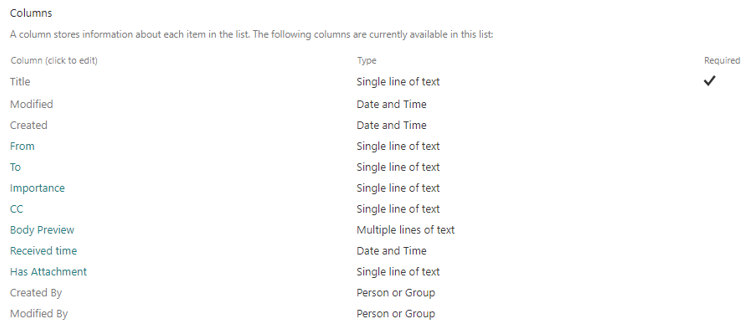 Columns
A column stores information about each item in the list. The following columns are currently available in this list:
Column (click to edit) Type Required
Title Single line of text
Modified Date and Time
Created Date and Time
From Single line of text
To Single line of text
Importance Single line of text
CC Single line of text
Body Preview Multiple lines of text
Received time Date and Time
Has Attachment Single line of text
Created By Person or Group
Modified By Person or Group